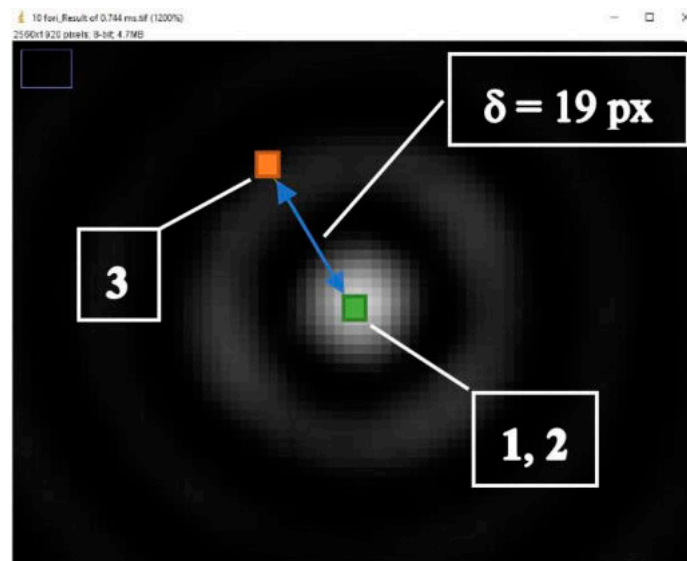 10 fori_Result of 0.744 ms.tif (1200%)
2560x1920 pixels; 8-bit; 4.7MB
δ = 19 px
3
1, 2